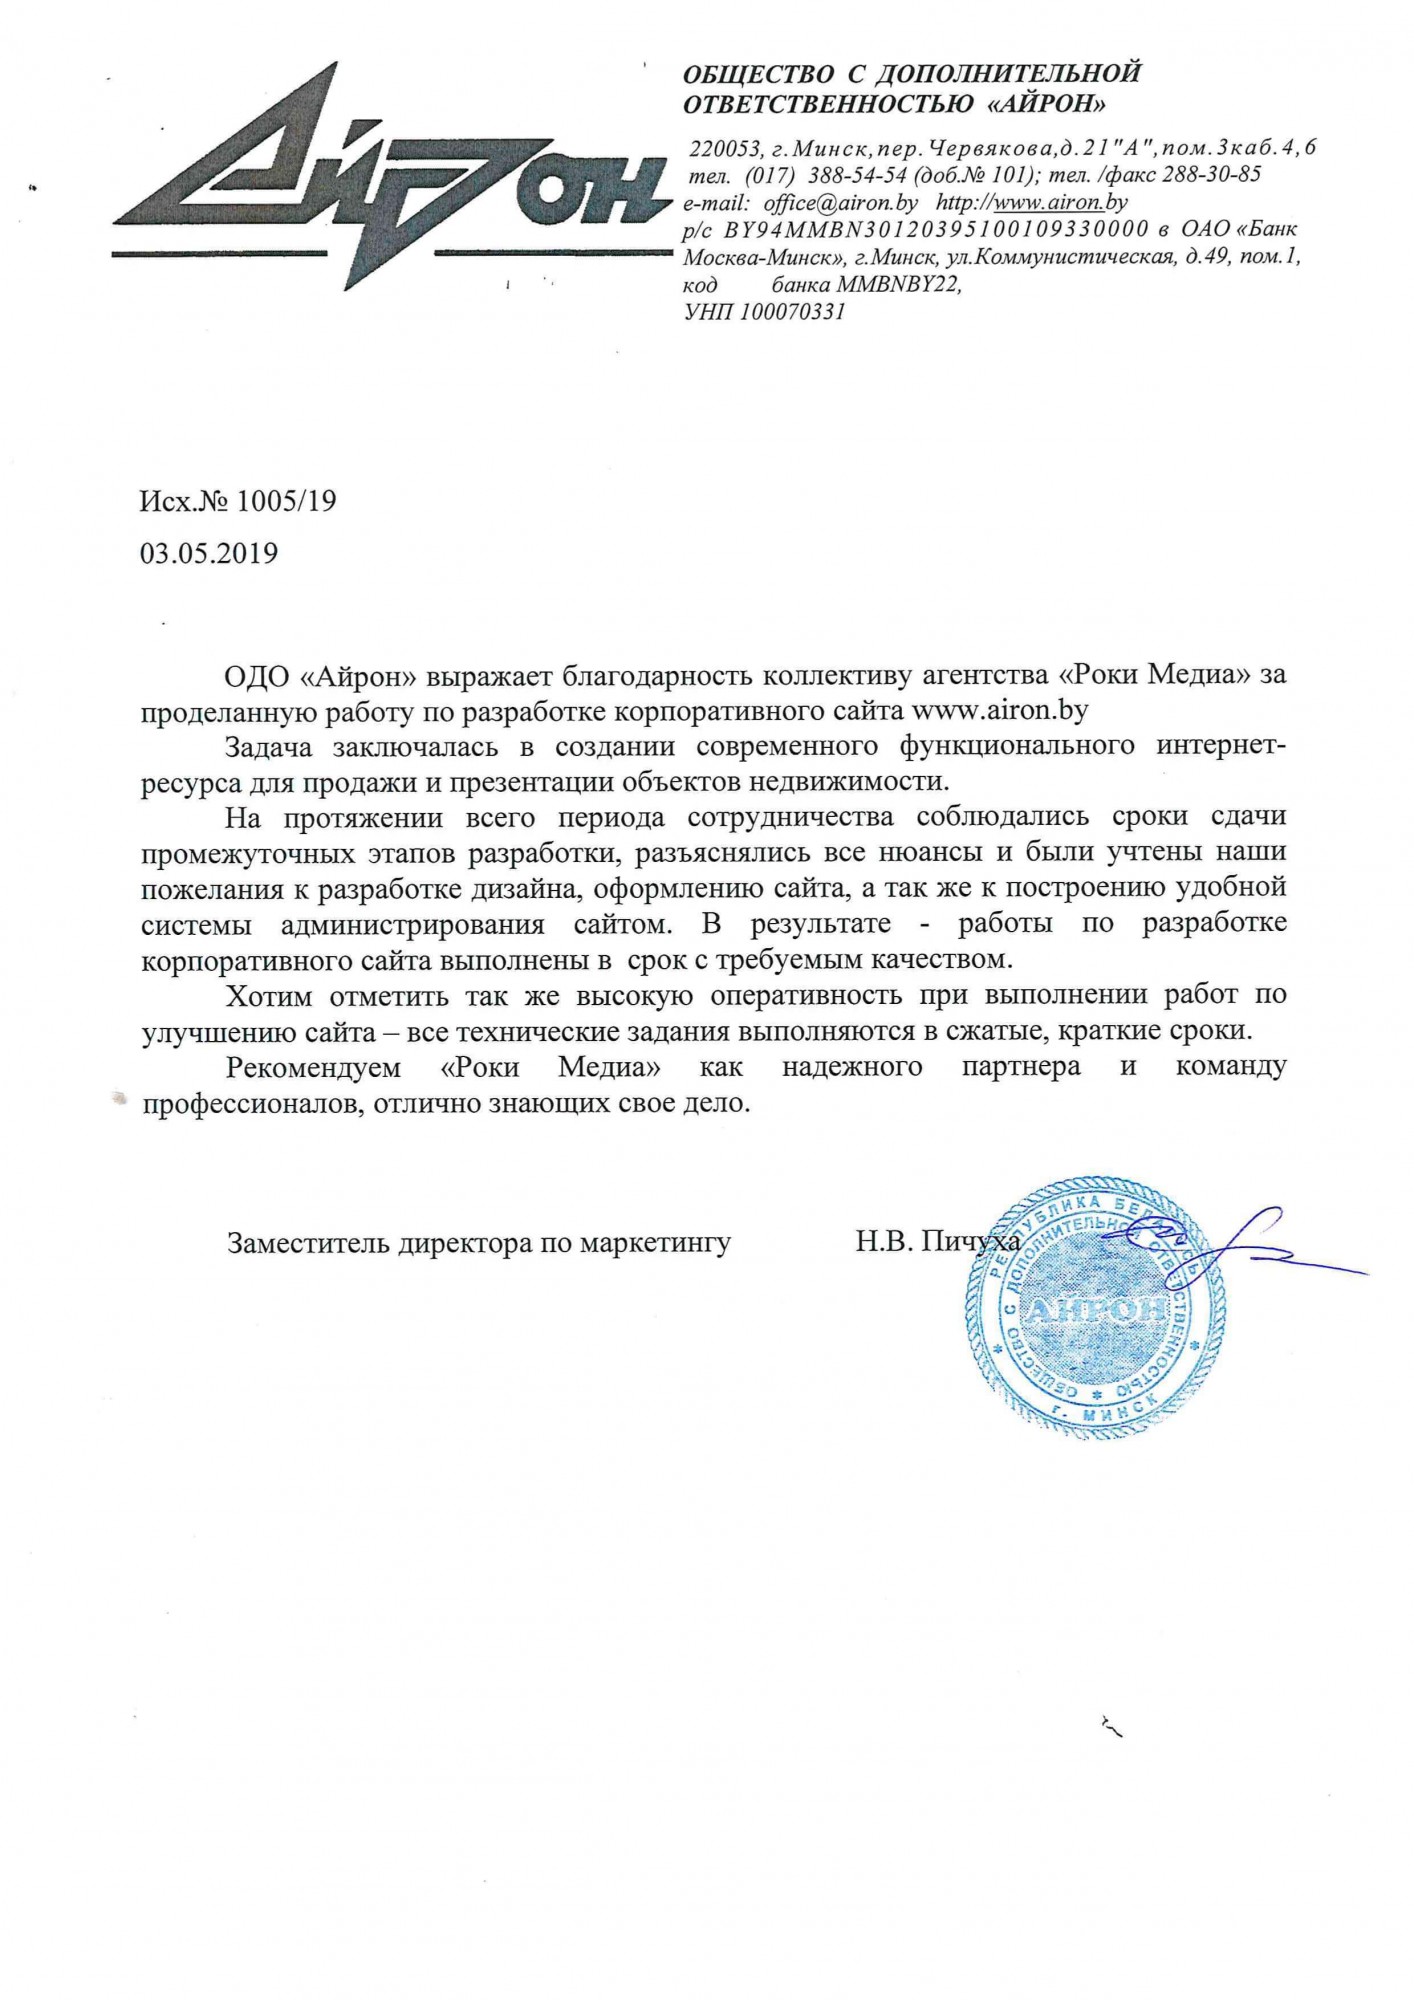 Айрон
ОБЩЕСТВО С ДОПОЛНИТЕЛЬНОЙ
ОТВЕТСТВЕННОСТЬЮ «АЙРОН»
220053, г.Минск,пер.Червякова,д.21"А",пом.3каб.4,6
тел. (017) 388-54-54 (доб.№ 101); тел. /факс 288-30-85
e-mail: office@airon.by http://www.airon.by
р/с BY94MMBN30120395100109330000 в ОАО «Банк
Москва-Минск», г.Минск, ул.Коммунистическая, д.49, пом.1,
код банка MMBNBY22,
УНП 100070331
Исх.№ 1005/19
03.05.2019
ОДО «Айрон» выражает благодарность коллективу агентства «Роки Медиа» за
проделанную работу по разработке корпоративного сайта www.airon.by
Задача заключалась в создании современного функционального интернет-
ресурса для продажи и презентации объектов недвижимости.
На протяжении всего периода сотрудничества соблюдались сроки сдачи
промежуточных этапов разработки, разъяснялись все нюансы и были учтены наши
пожелания к разработке дизайна, оформлению сайта, а так же к построению удобной
системы администрирования сайтом. В результате - работы по разработке
корпоративного сайта выполнены в срок с требуемым качеством.
Хотим отметить так же высокую оперативность при выполнении работ по
улучшению сайта – все технические задания выполняются в сжатые, краткие сроки.
Рекомендуем «Роки Медиа» как надежного партнера и команду
профессионалов, отлично знающих свое дело.
Заместитель директора по маркетингу Н.В. Пичуха
РЕСПУБЛИКА БЕЛАРУСЬ
ОБЩЕСТВО С ДОПОЛНИТЕЛЬНОЙ ОТВЕТСТВЕННОСТЬЮ
АЙРОН
г. МИНСК